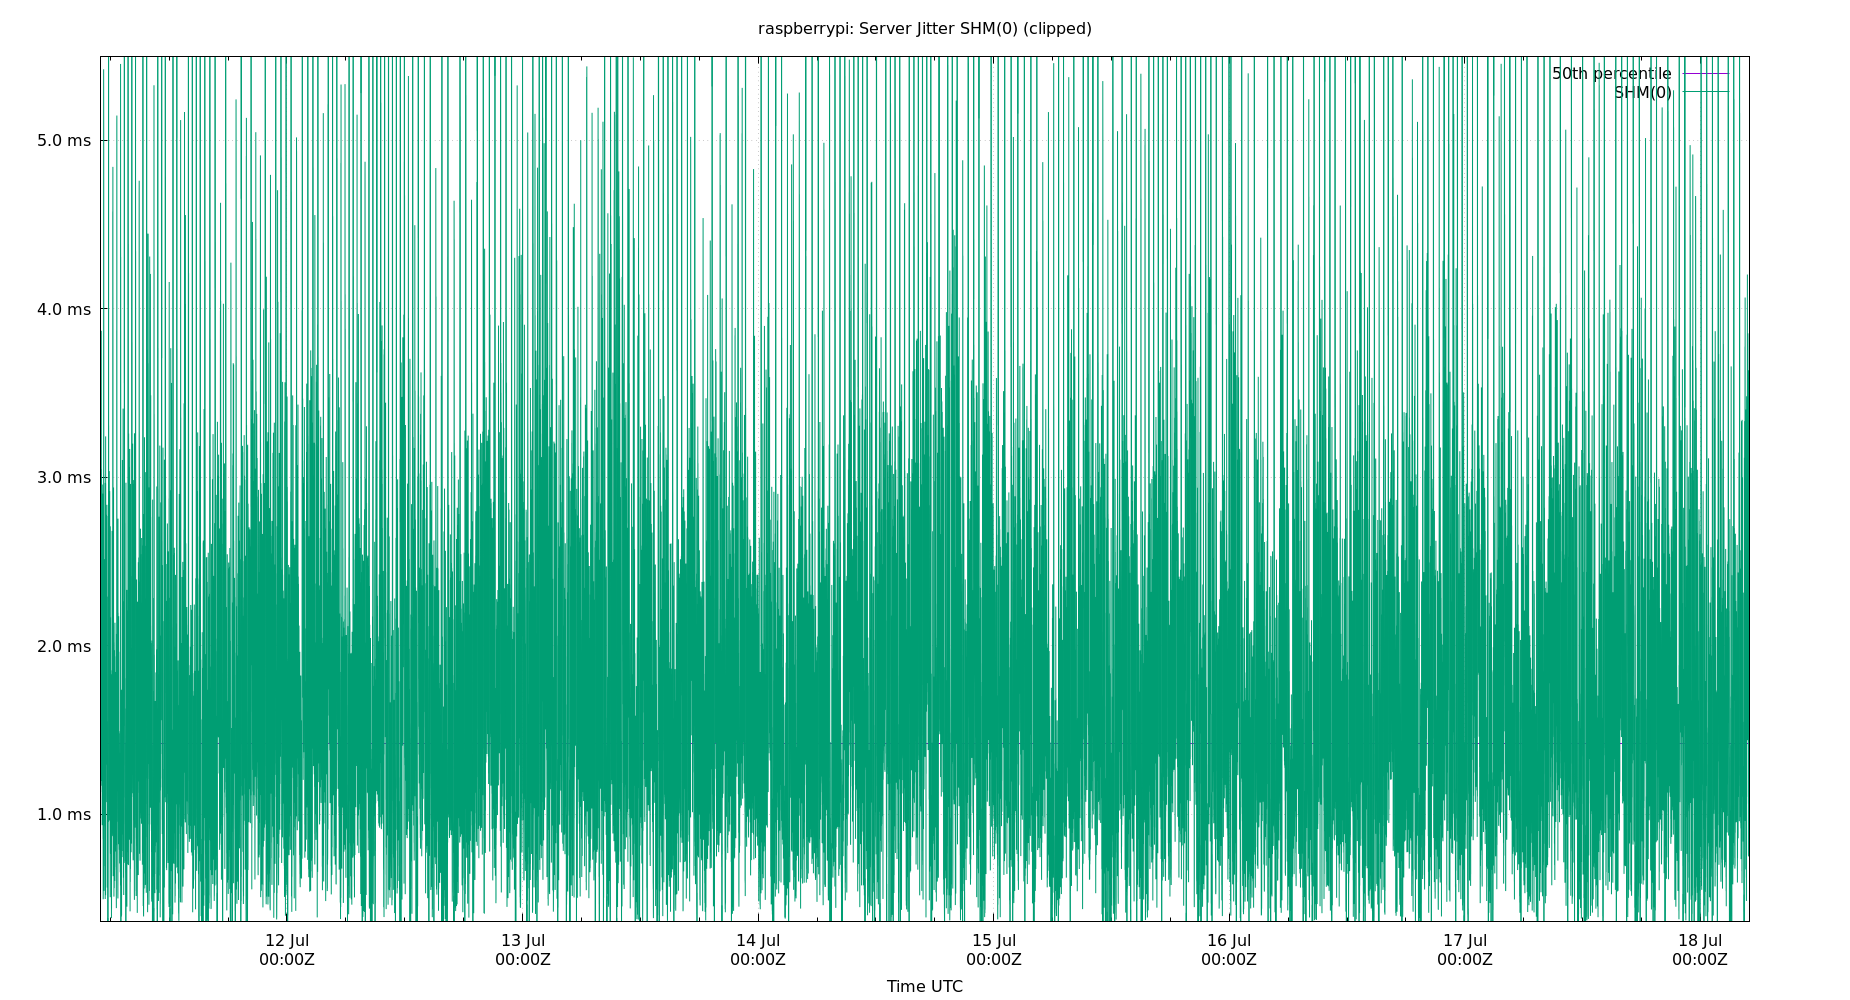 raspberrypi: Server Jitter SHM(0) (clipped)
50th percentile
SHM(0)
5.0 ms
4.0 ms
3.0 ms
2.0 ms
1.0 ms
12 Jul 13 Jul 14 Jul 15 Jul 16 Jul 17 Jul 18 Jul
00:00Z 00:00Z 00:00Z 00:00Z 00:00Z 00:00Z 00:00Z
Time UTC